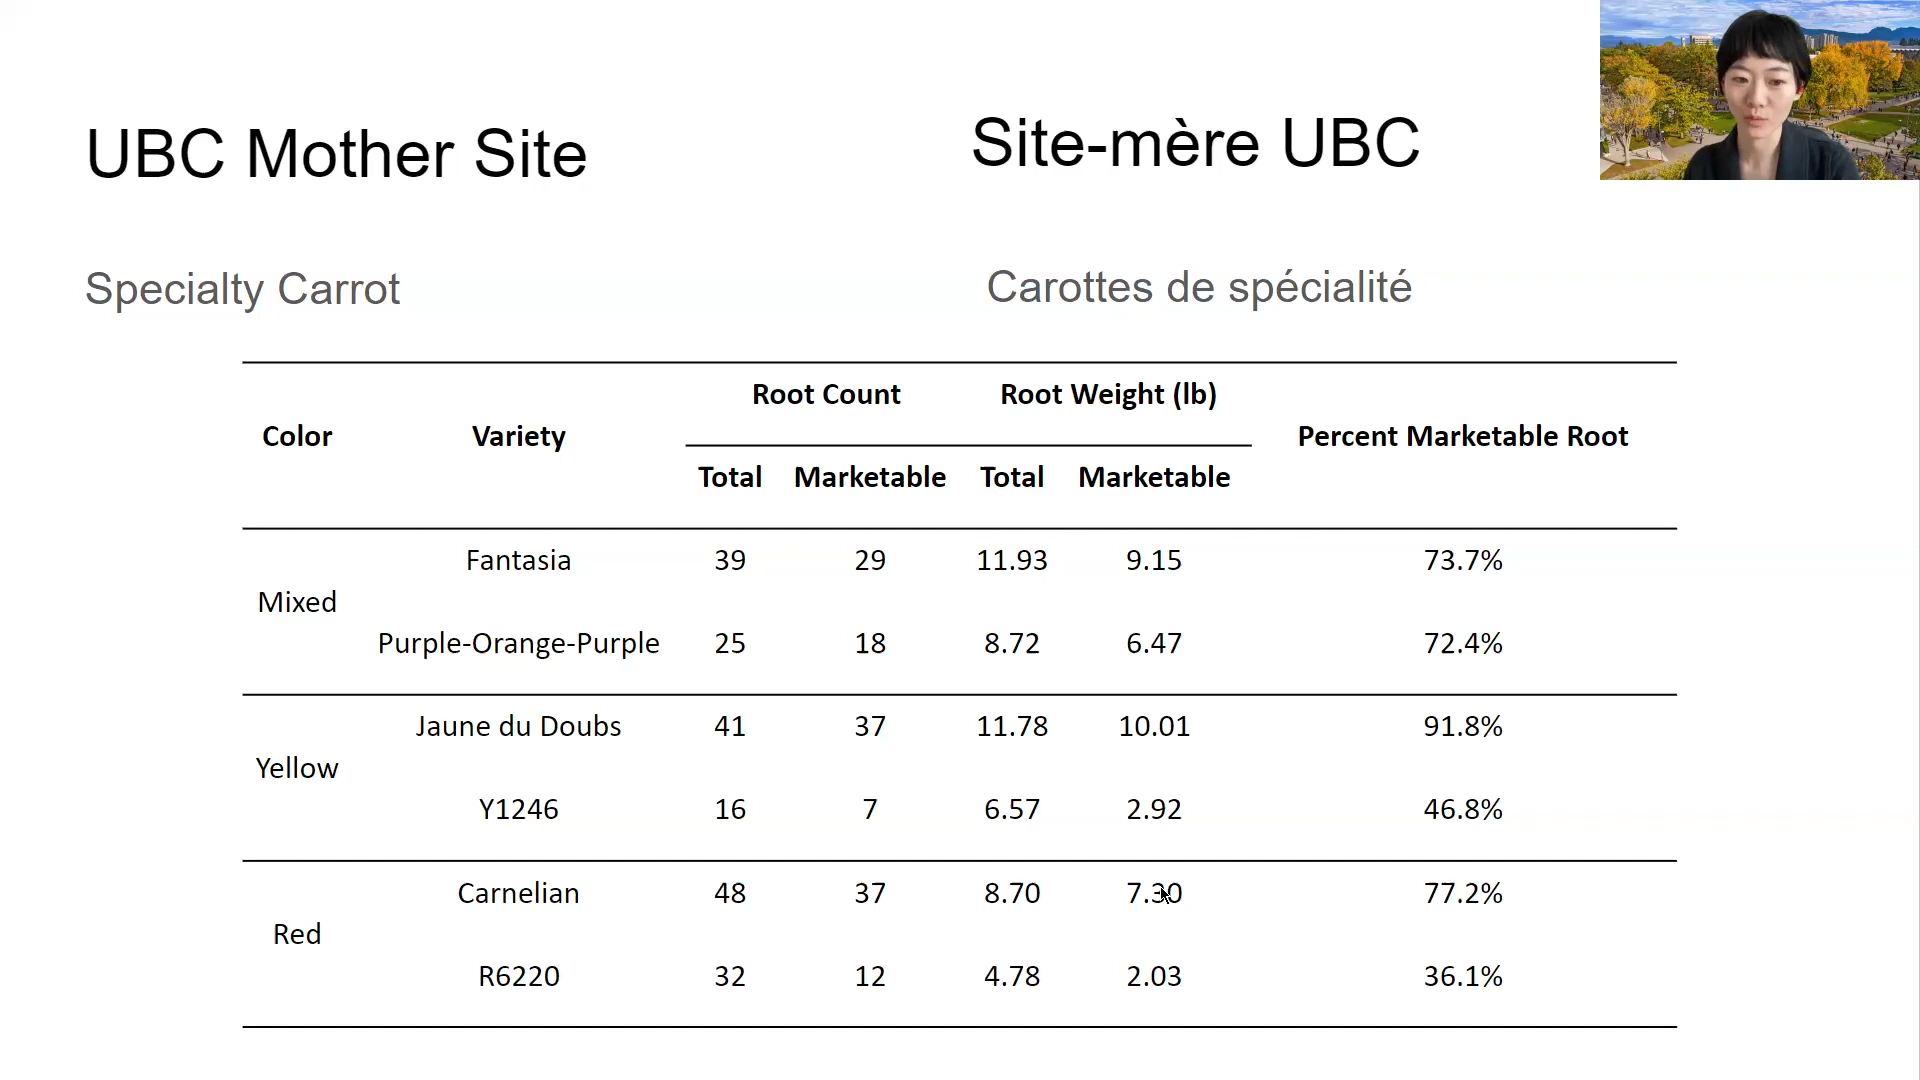 UBC Mother Site
Site-mère UBC
Specialty Carrot
Carottes de spécialité
Color Variety Root Count Root Weight (lb) Percent Marketable Root
Total Marketable Total Marketable
Mixed
Fantasia 39 29 11.93 9.15 73.7%
Purple-Orange-Purple 25 18 8.72 6.47 72.4%
Yellow
Jaune du Doubs 41 37 11.78 10.01 91.8%
Y1246 16 7 6.57 2.92 46.8%
Red
Carnelian 48 37 8.70 7.30 77.2%
R6220 32 12 4.78 2.03 36.1%